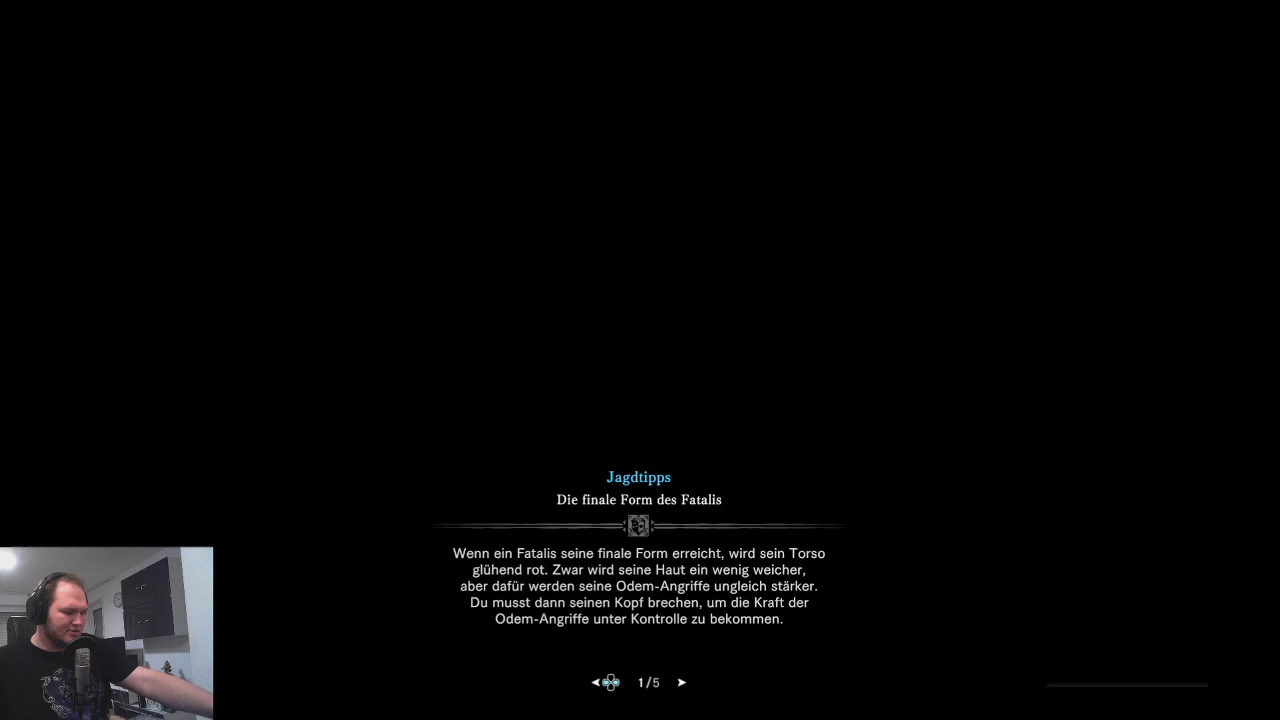 Jagdtipps
Die finale Form des Fatalis
Wenn ein Fatalis seine finale Form erreicht, wird sein Torso
glühend rot. Zwar wird seine Haut ein wenig weicher,
aber dafür werden seine Odem-Angriffe ungleich stärker.
Du musst dann seinen Kopf brechen, um die Kraft der
Odem-Angriffe unter Kontrolle zu bekommen.
1/5